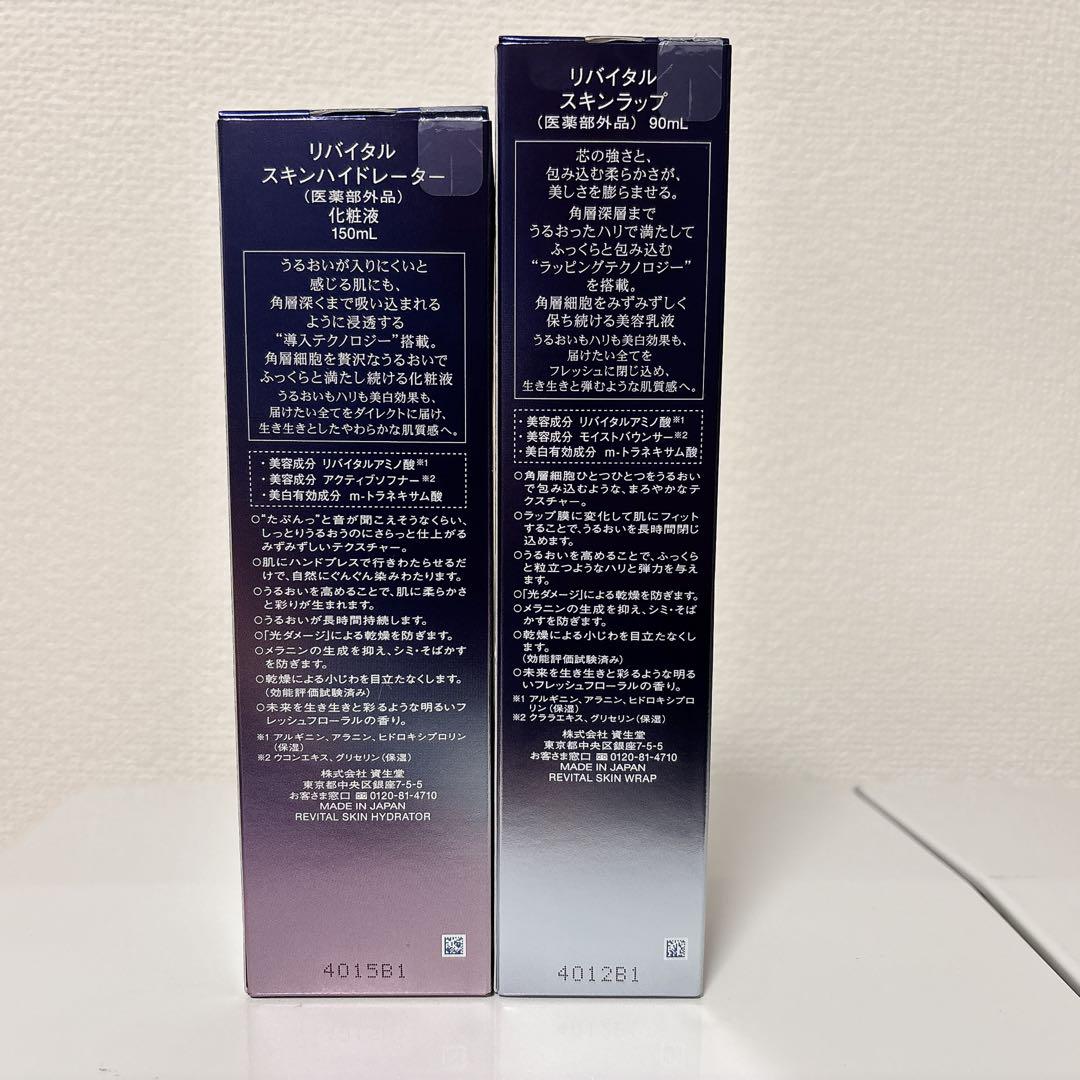 リバイタル
スキンハイドレーター
(医薬部外品)
化粧液
150mL
うるおいが入りにくいと
感じる肌にも、
角層深くまで吸い込まれる
ように浸透する
“導入テクノロジー”搭載。
角層細胞を贅沢なうるおいで
ふっくらと満たし続ける化粧液
うるおいもハリも美白効果も、
届けたい全てをダイレクトに届け、
生き生きとしたやわらかな肌質感へ。
・美容成分 リバイタルアミノ酸※1
・美容成分 アクティブソフナー※2
・美白有効成分 m-トラネキサム酸
○“たぷんっ”と音が聞こえそうなくらい、
しっとりうるおうのにさらっと仕上がる
みずみずしいテクスチャー。
○肌にハンドプレスで行きわたらせるだ
けで、自然にぐんぐん染みわたります。
○うるおいを高めることで、肌に柔らかさ
と彩りが生まれます。
○うるおいが長時間持続します。
○「光ダメージ」による乾燥を防ぎます。
○メラニンの生成を抑え、シミ・そばかす
を防ぎます。
○乾燥による小じわを目立たなくします。
(効能評価試験済み)
○未来を生き生きと彩るような明るいフ
レッシュフローラルの香り。
※1 アルギニン、アラニン、ヒドロキシプロリン
(保湿)
※2 ウコンエキス、グリセリン(保湿)
株式会社 資生堂
東京都中央区銀座7-5-5
お客さま窓口 0120-81-4710
MADE IN JAPAN
REVITAL SKIN HYDRATOR
4015B1
リバイタル
スキンラップ
(医薬部外品) 90mL
芯の強さと、
包み込む柔らかさが、
美しさを膨らませる。
角層深層まで
うるおったハリで満たして
ふっくらと包み込む
“ラッピングテクノロジー”
を搭載。
角層細胞をみずみずしく
保ち続ける美容乳液
うるおいもハリも美白効果も、
届けたい全てを
フレッシュに閉じ込め、
生き生きと弾むような肌質感へ。
・美容成分 リバイタルアミノ酸※1
・美容成分 モイストバウンサー※2
・美白有効成分 m-トラネキサム酸
○角層細胞ひとつひとつをうるおい
で包み込むような、まろやかなテ
クスチャー。
○ラップ膜に変化して肌にフィット
することで、うるおいを長時間閉じ
込めます。
○うるおいを高めることで、ふっくら
と粒立つようなハリと弾力を与え
ます。
○「光ダメージ」による乾燥を防ぎます。
○メラニンの生成を抑え、シミ・そば
かすを防ぎます。
○乾燥による小じわを目立たなくし
ます。
(効能評価試験済み)
○未来を生き生きと彩るような明る
いフレッシュフローラルの香り。
※1 アルギニン、アラニン、ヒドロキシプロ
リン(保湿)
※2 クララエキス、グリセリン(保湿)
株式会社 資生堂
東京都中央区銀座7-5-5
お客さま窓口 0120-81-4710
MADE IN JAPAN
REVITAL SKIN WRAP
4012B1